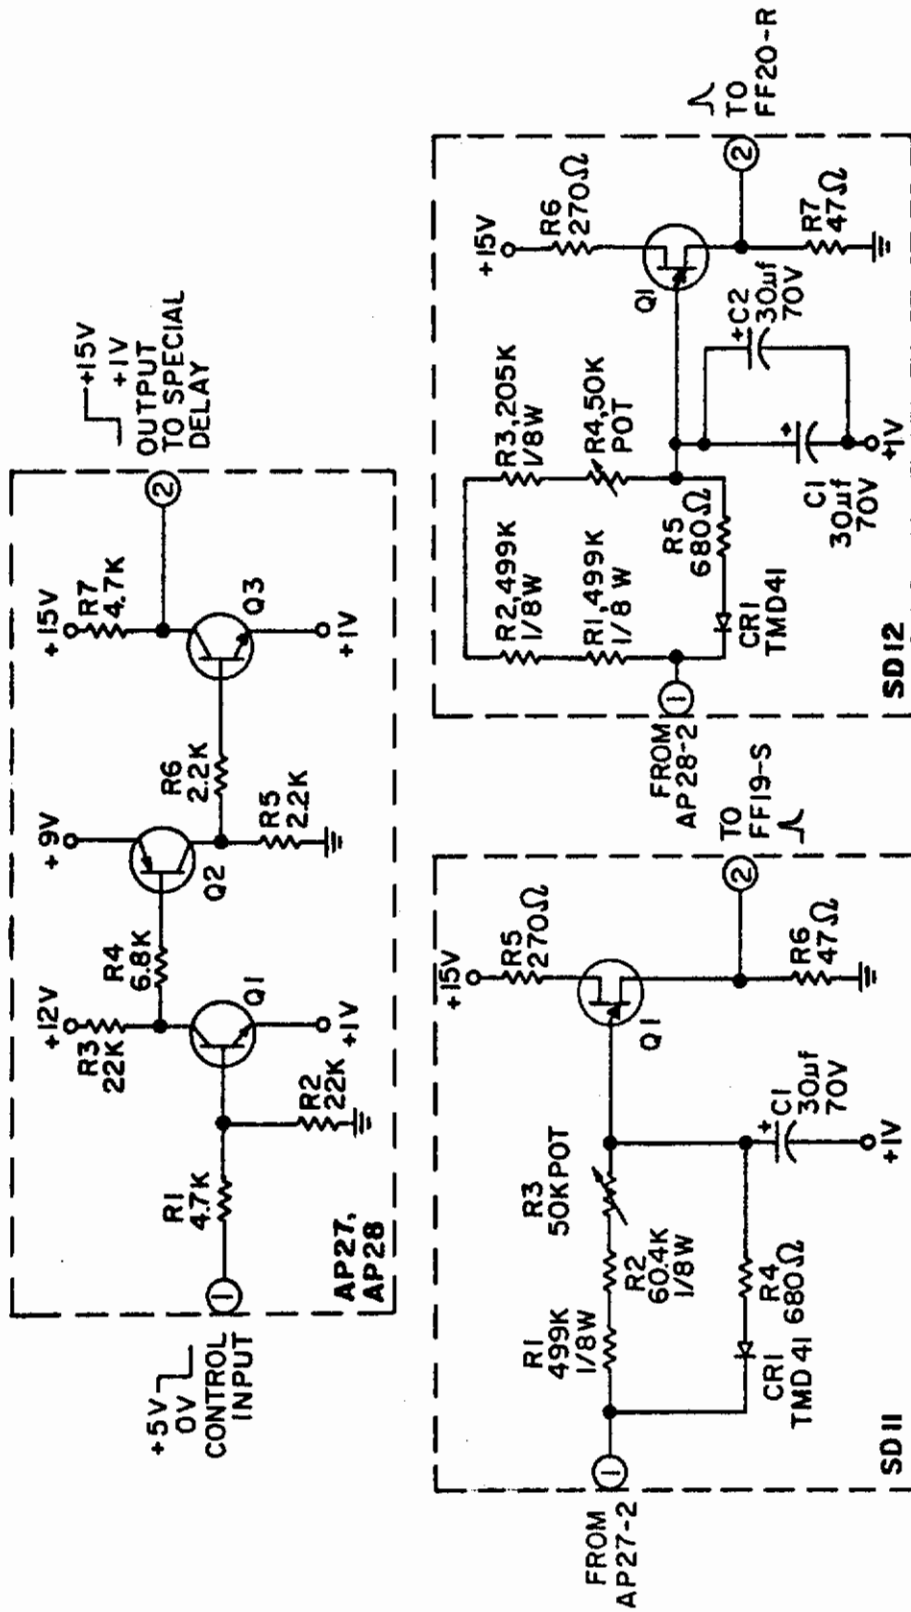 +5V
0V
CONTROL
INPUT
1
R1
4.7K
R2
22K
+12V
R3
22K
Q1
+1V
R4
6.8K
+9V
Q2
R5
2.2K
R6
2.2K
+15V
R7
4.7K
Q3
+1V
2
+15V
+1V
OUTPUT
TO SPECIAL
DELAY
AP27,
AP28
FROM
AP27-2
1
R1
499K
1/8W
R2
60.4K
1/8W
R3
50K POT
CR1
TMD 41
R4
680Ω
+
C1
30µf
70V
+1V
+15V
R5
270Ω
Q1
R6
47Ω
2
TO
FF19-S
SD11
FROM
AP28-2
1
R2,499K
1/8W
R1,499K
1/8 W
R3,205K
1/8W
R4,50K
POT
R5
680Ω
CR1
TMD41
+
C1
30µf
70V
+1V
+C2
30µf
70V
+15V
R6
270Ω
Q1
R7
47Ω
2
TO
FF20-R
SD12